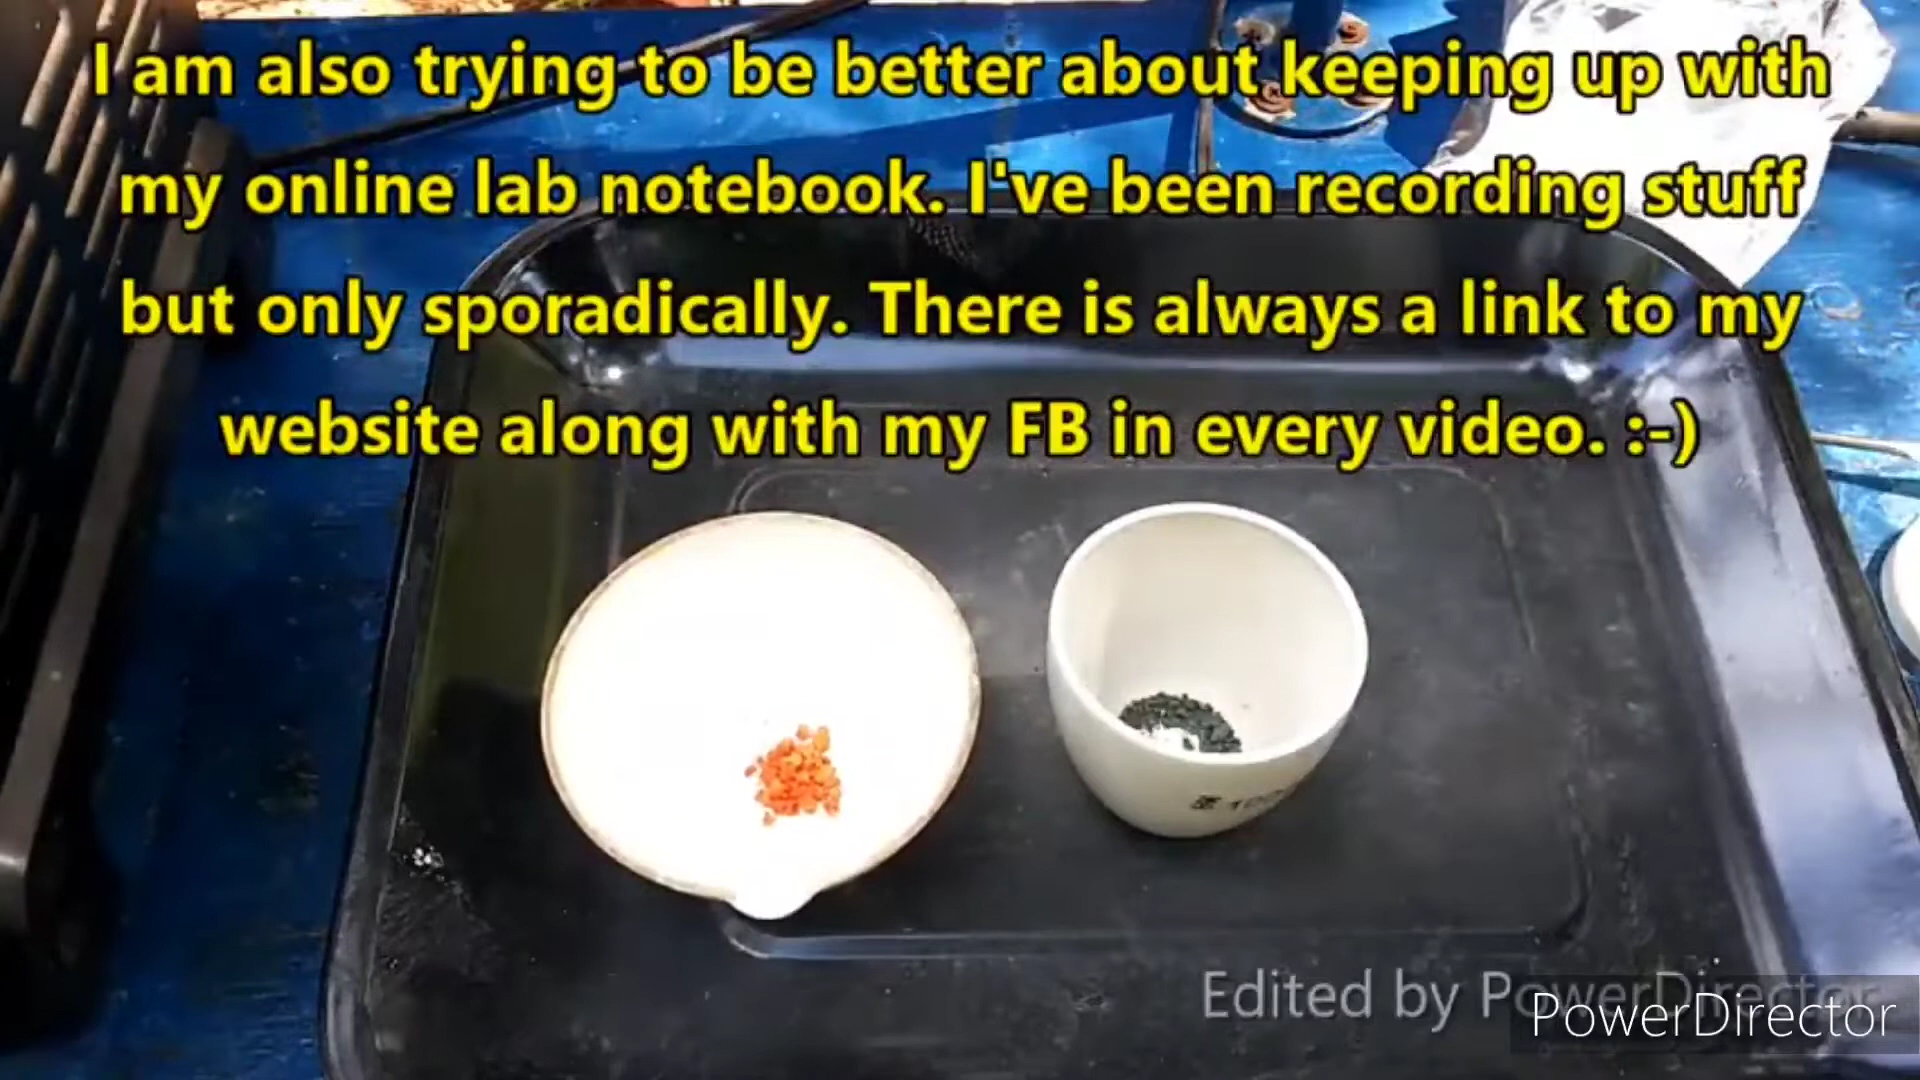 I am also trying to be better about keeping up with
my online lab notebook. I've been recording stuff
but only sporadically. There is always a link to my
website along with my FB in every video. :-)
Edited by PowerDirector
PowerDirector